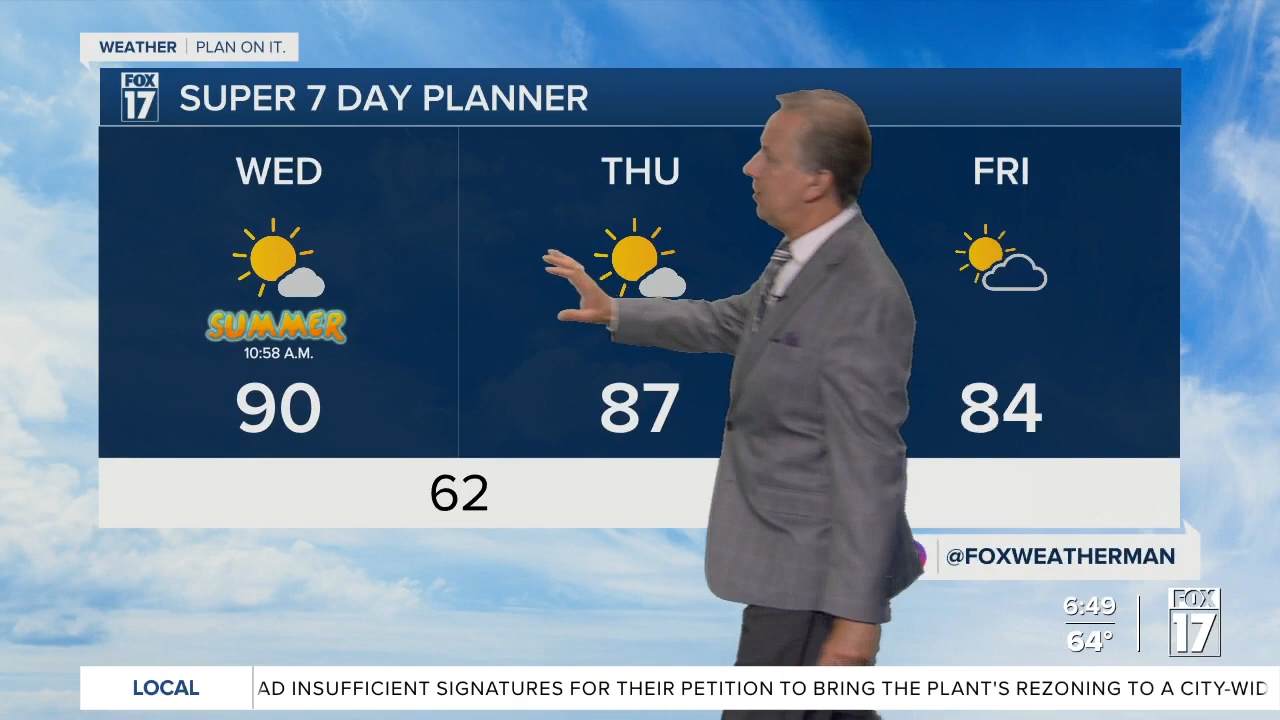 WEATHER | PLAN ON IT.
FOX
17
SUPER 7 DAY PLANNER
WED
THU
FRI
SUMMER
10:58 A.M.
90
87
84
62
@FOXWEATHERMAN
6:49
64°
FOX
17
LOCAL
AD INSUFFICIENT SIGNATURES FOR THEIR PETITION TO BRING THE PLANT'S REZONING TO A CITY-WID